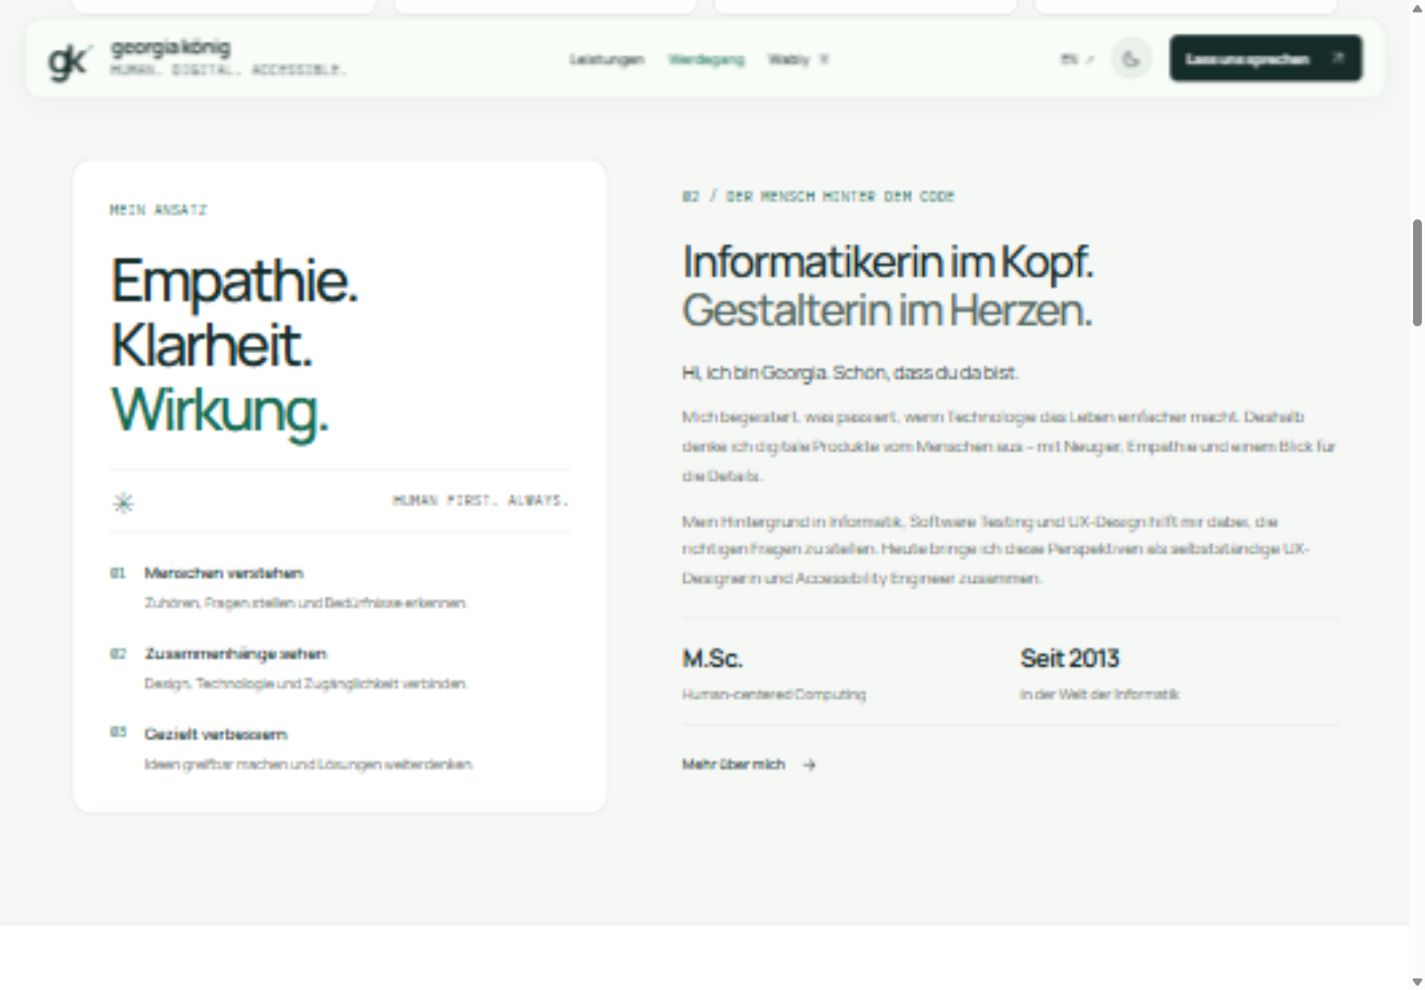 gk
georgia könig
HUMAN. DIGITAL. ACCESSIBLE.
Leistungen
Werdegang
Wably
EN ↗
Lass uns sprechen ↗
MEIN ANSATZ
Empathie.
Klarheit.
Wirkung.
HUMAN FIRST. ALWAYS.
01 Menschen verstehen
Zuhören, Fragen stellen und Bedürfnisse erkennen.
02 Zusammenhänge sehen
Design, Technologie und Zugänglichkeit verbinden.
03 Gezielt verbessern
Ideen greifbar machen und Lösungen weiterdenken.
02 / DER MENSCH HINTER DEM CODE
Informatikerin im Kopf.
Gestalterin im Herzen.
Hi, ich bin Georgia. Schön, dass du da bist.
Mich begeistert, was passiert, wenn Technologie das Leben einfacher macht. Deshalb
denke ich digitale Produkte vom Menschen aus – mit Neugier, Empathie und einem Blick für
die Details.
Mein Hintergrund in Informatik, Software Testing und UX-Design hilft mir dabei, die
richtigen Fragen zu stellen. Heute bringe ich diese Perspektiven als selbstständige UX-
Designerin und Accessibility Engineer zusammen.
M.Sc.
Human-centered Computing
Seit 2013
in der Welt der Informatik
Mehr über mich →